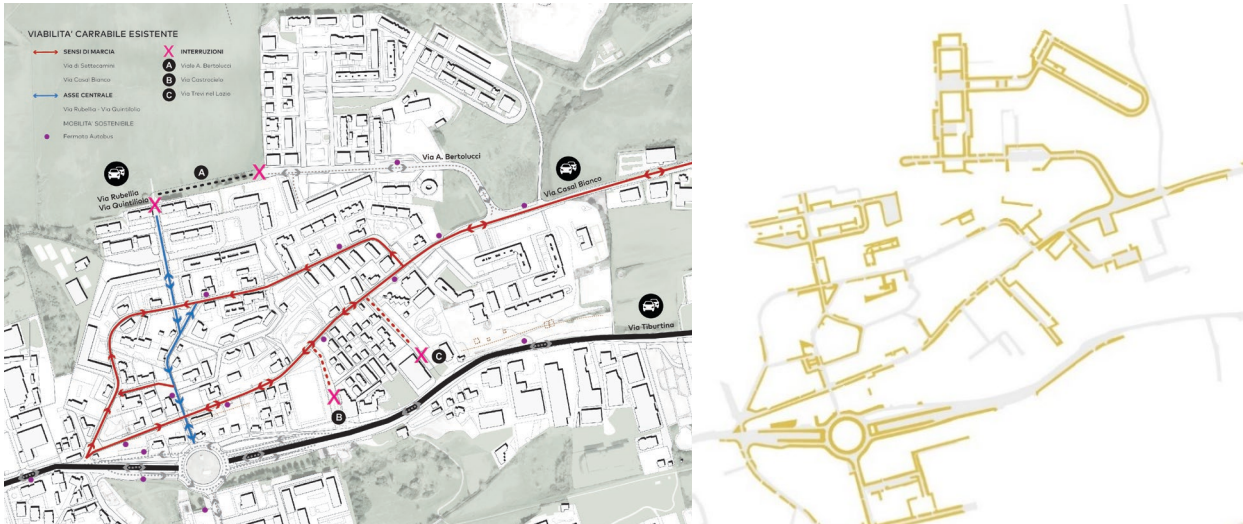 VIABILITA' CARRABILE ESISTENTE
SENSI DI MARCIA
Via di Settecamini
Via Casal Bianco
ASSE CENTRALE
Via Rubellia - Via Quintiliolo
MOBILITA' SOSTENIBILE
Fermata Autobus
X INTERRUZIONI
A Viale A. Bertolucci
B Via Castrocielo
C Via Trevi nel Lazio
A
Via A. Bertolucci
Via Casal Bianco
Via Rubellia
Via Quintiliolo
Via Tiburtina
C
B